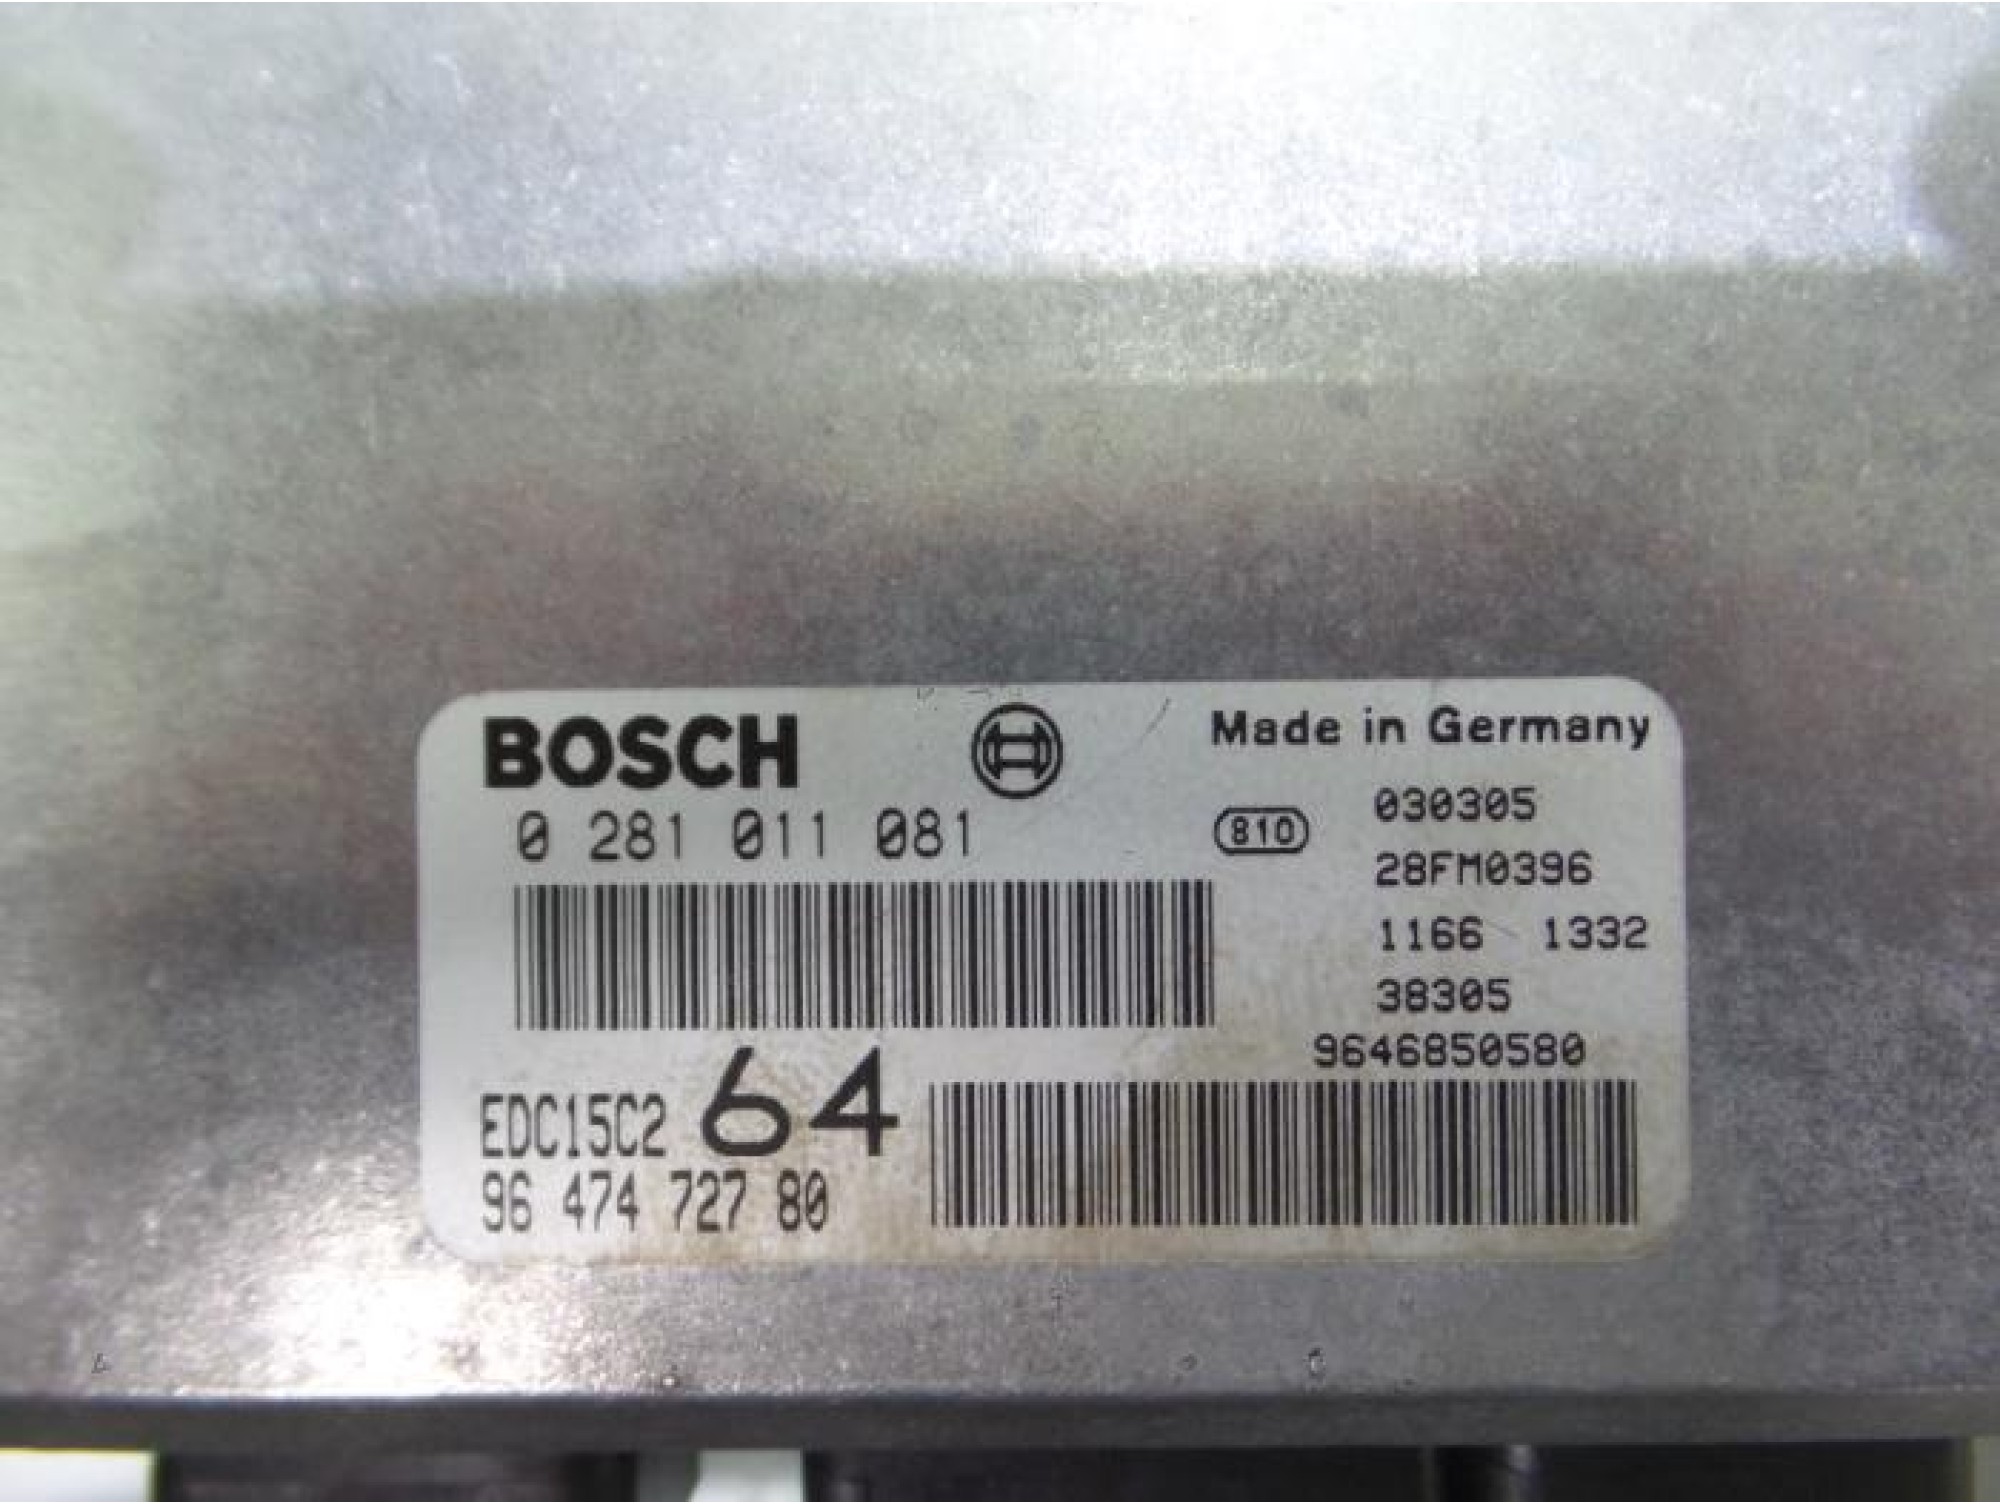 BOSCH
Made in Germany
0 281 011 081
810
030305
28FM0396
1166 1332
38305
9646850580
EDC15C2 64
96 474 727 80